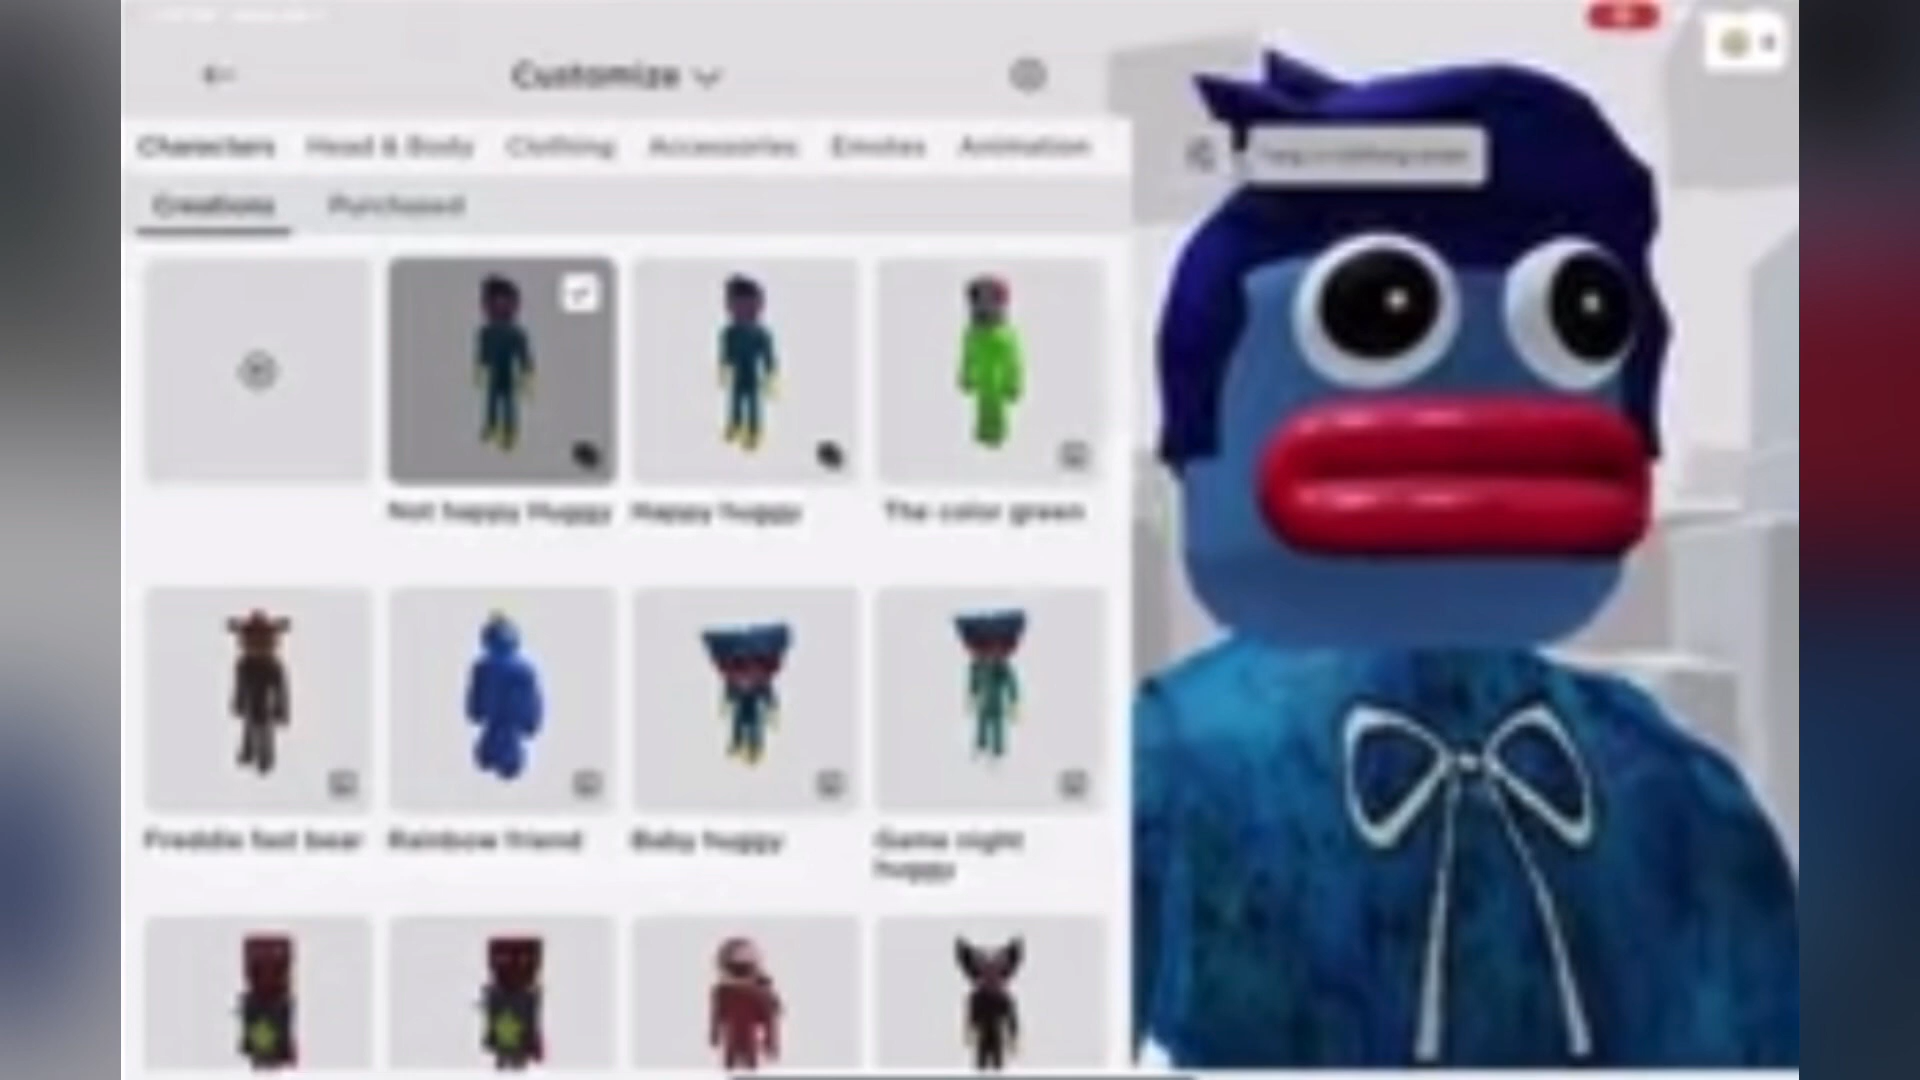 Customize
Characters Head & Body Clothing Accessories Emotes Animation
Creations Purchased
Not happy Huggy Happy huggy The color green
Freddie fast bear Rainbow friend Baby huggy Game night
huggy